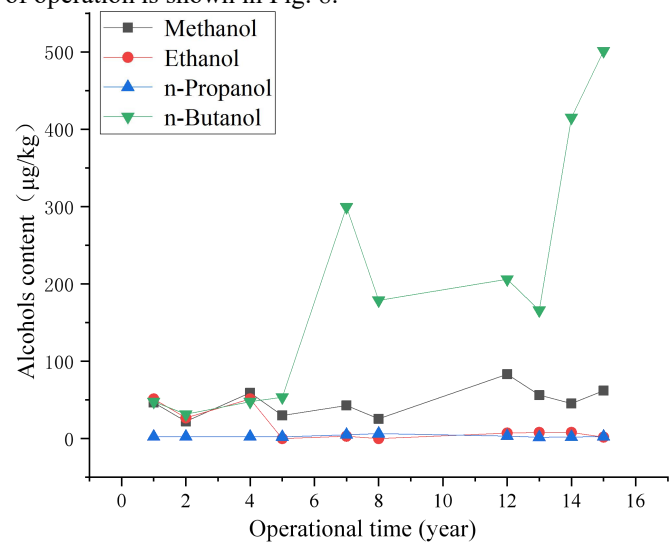 of operation is shown in Fig. 8.
Methanol
Ethanol
n-Propanol
n-Butanol
500
400
300
200
100
0
Alcohols content（μg/kg）
0 2 4 6 8 10 12 14 16
Operational time (year)